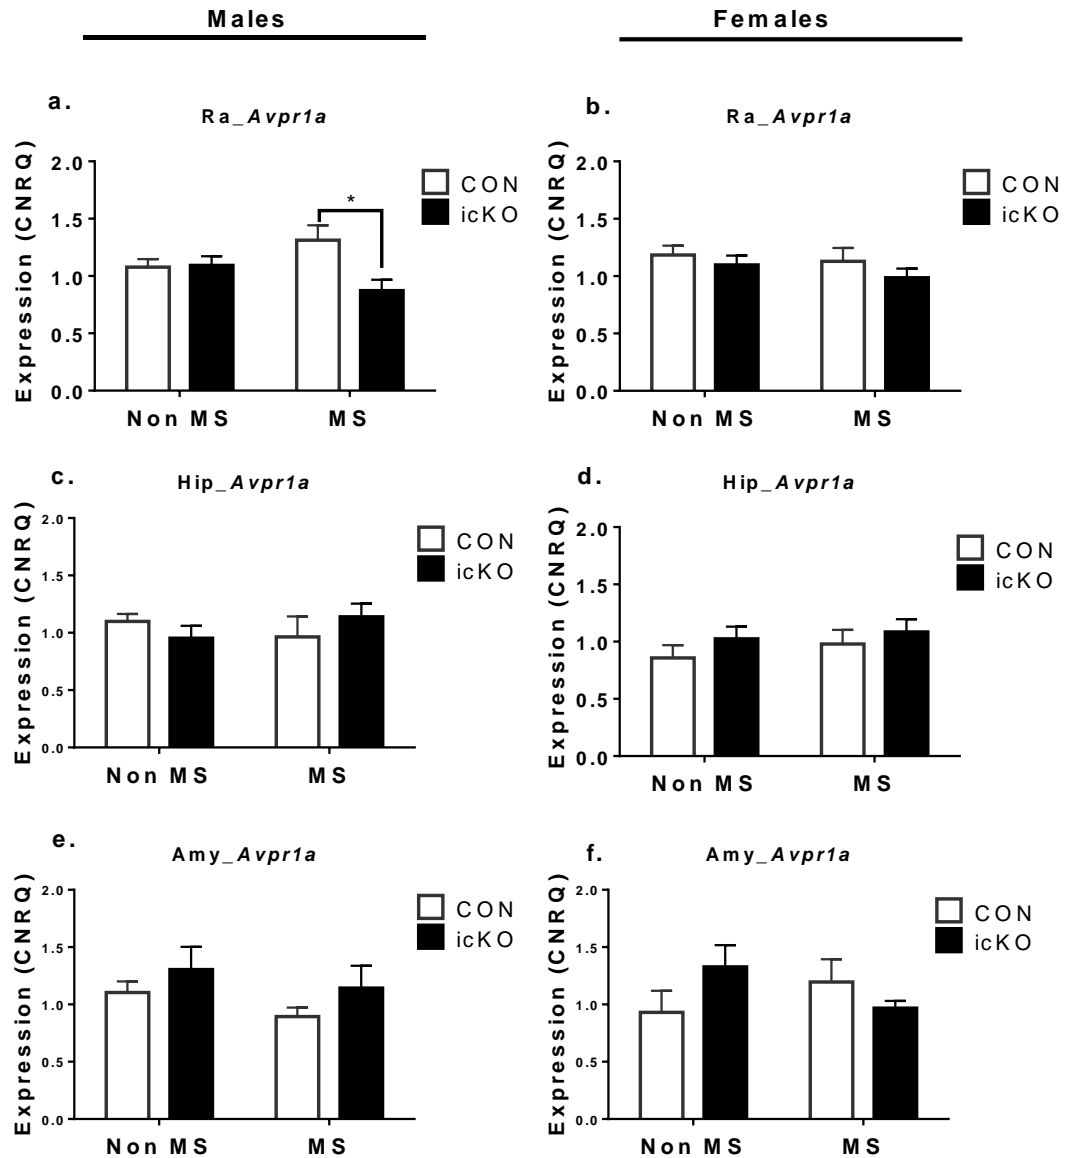 Males
Females
a.
Ra_Avpr1a
Expression (CNRQ)
2.0
1.5
1.0
0.5
0.0
*
CON
icKO
Non MS
MS
b.
Ra_Avpr1a
Expression (CNRQ)
2.0
1.5
1.0
0.5
0.0
CON
icKO
Non MS
MS
c.
Hip_Avpr1a
Expression (CNRQ)
2.0
1.5
1.0
0.5
0.0
CON
icKO
Non MS
MS
d.
Hip_Avpr1a
Expression (CNRQ)
2.0
1.5
1.0
0.5
0.0
CON
icKO
Non MS
MS
e.
Amy_Avpr1a
Expression (CNRQ)
2.0
1.5
1.0
0.5
0.0
CON
icKO
Non MS
MS
f.
Amy_Avpr1a
Expression (CNRQ)
2.0
1.5
1.0
0.5
0.0
CON
icKO
Non MS
MS